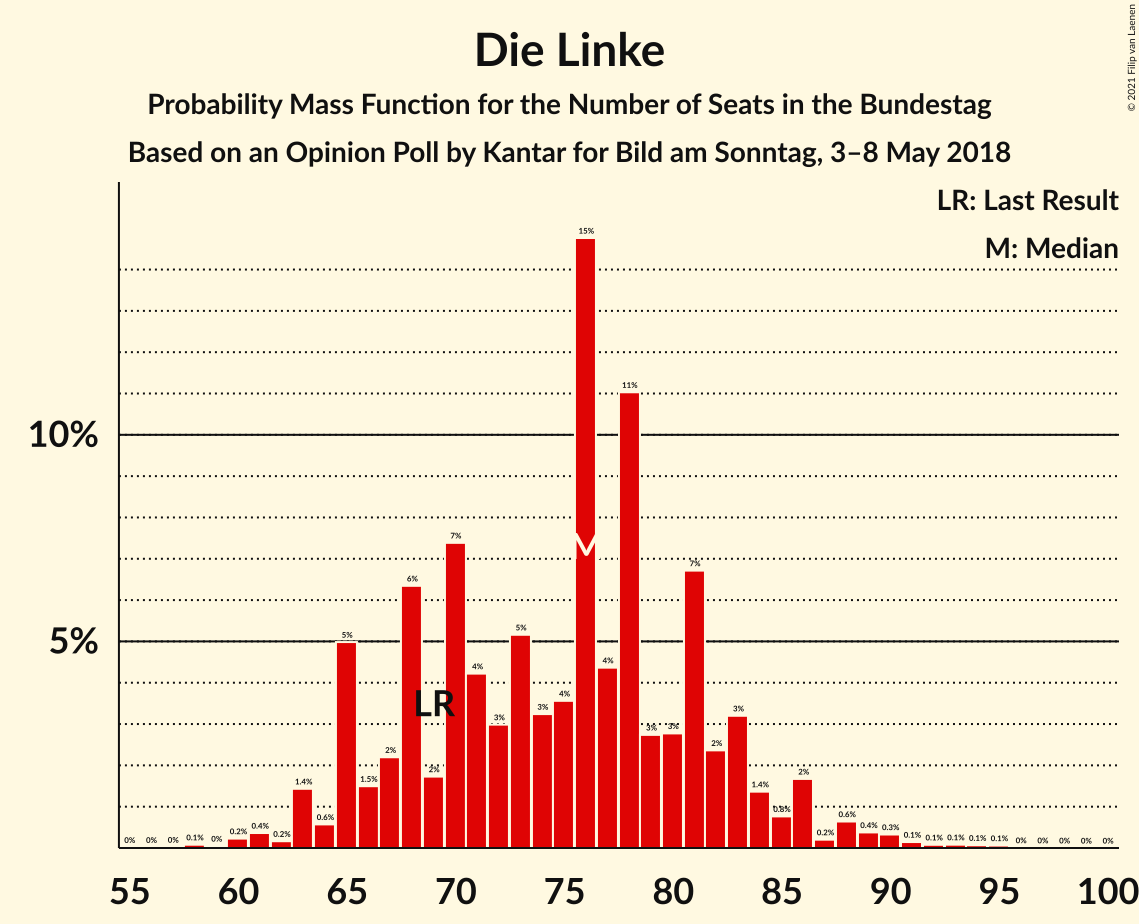 © 2021 Filip van Laenen
Die Linke
Probability Mass Function for the Number of Seats in the Bundestag
Based on an Opinion Poll by Kantar for Bild am Sonntag, 3–8 May 2018
LR: Last Result
M: Median
10%
5%
0% 0% 0% 0.1% 0% 0.2% 0.4% 0.2% 1.4% 0.6% 5% 1.5% 2% 6% 2% 7% 4% 3% 5% 3% 4% 15% 4% 11% 3% 3% 7% 2% 3% 1.4% 0.8% 2% 0.2% 0.6% 0.4% 0.3% 0.1% 0.1% 0.1% 0.1% 0.1% 0% 0% 0% 0% 0%
LR
M
55 60 65 70 75 80 85 90 95 100